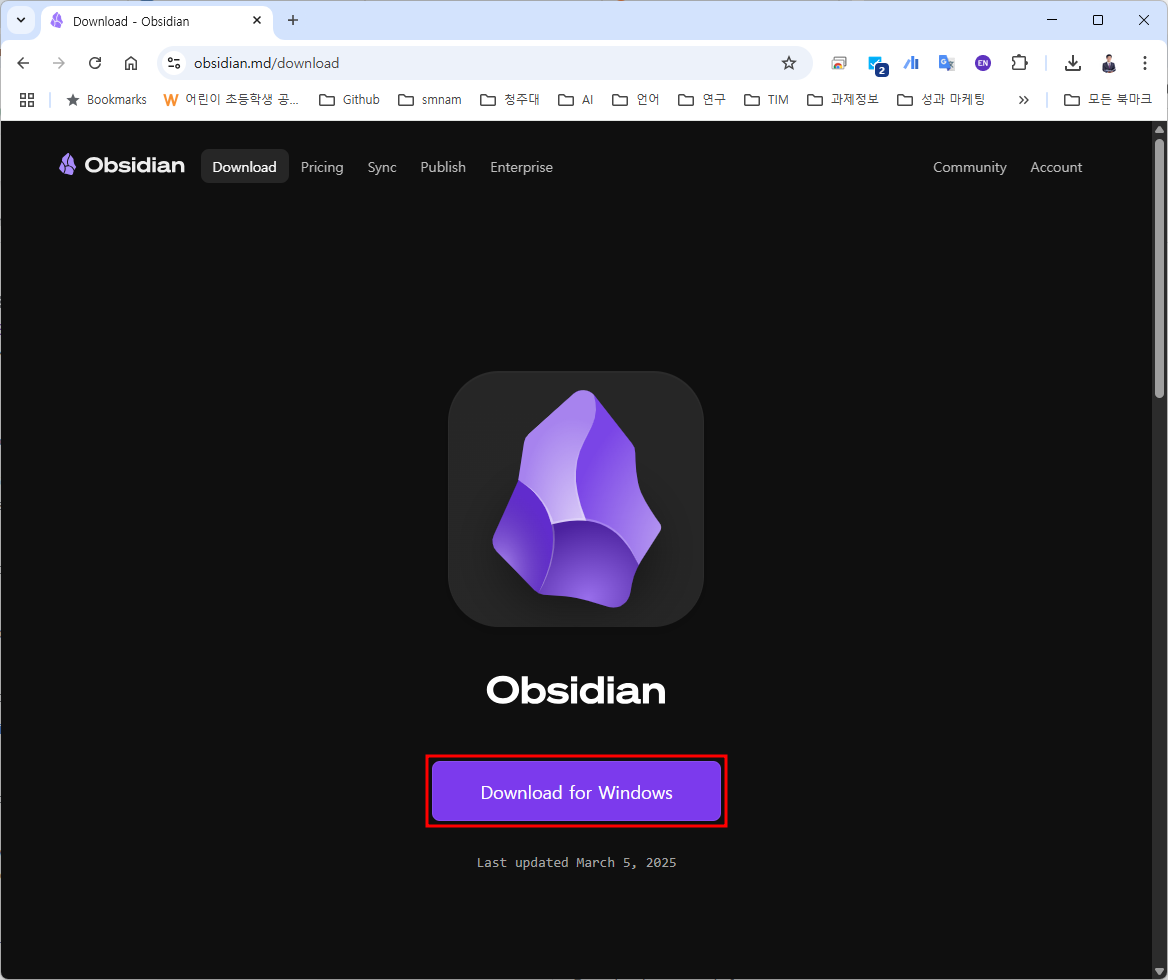 Download - Obsidian
obsidian.md/download
2
EN
Bookmarks
W 어린이 초등학생 공...
Github
smnam
청주대
AI
언어
연구
TIM
과제정보
성과 마케팅
모든 북마크
Obsidian
Download
Pricing
Sync
Publish
Enterprise
Community
Account
Obsidian
Download for Windows
Last updated March 5, 2025